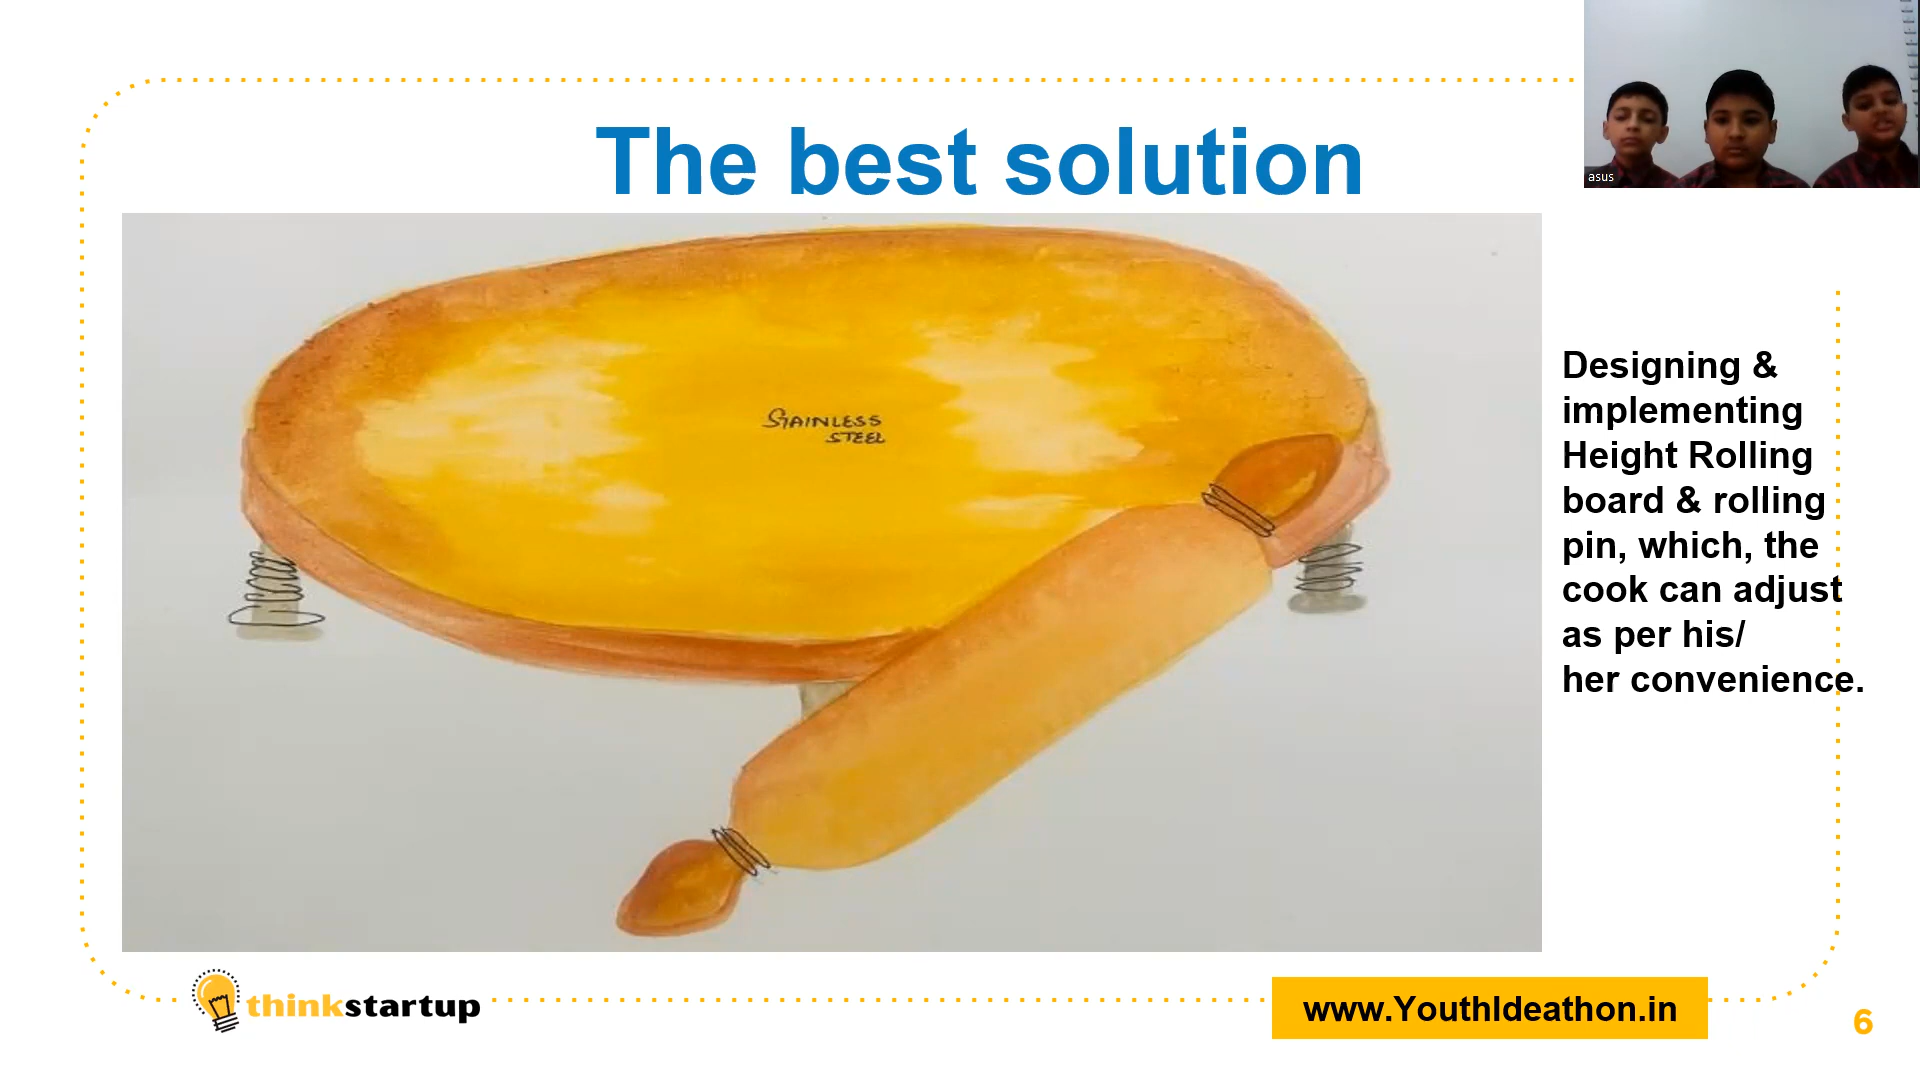 The best solution
asus
STAINLESS
STEEL
Designing &
implementing
Height Rolling
board & rolling
pin, which, the
cook can adjust
as per his/
her convenience.
thinkstartup
www.YouthIdeathon.in
6